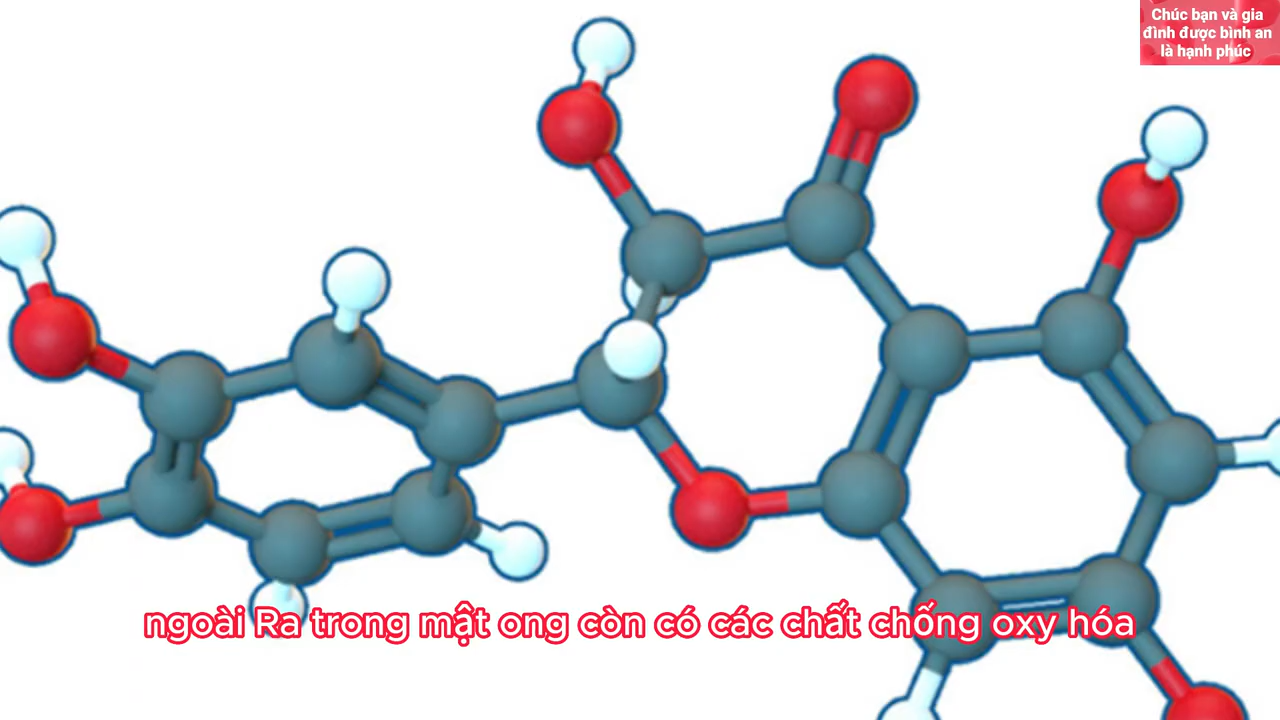 Chúc bạn và gia
đình được bình an
là hạnh phúc
ngoài Ra trong mật ong còn có các chất chống oxy hóa